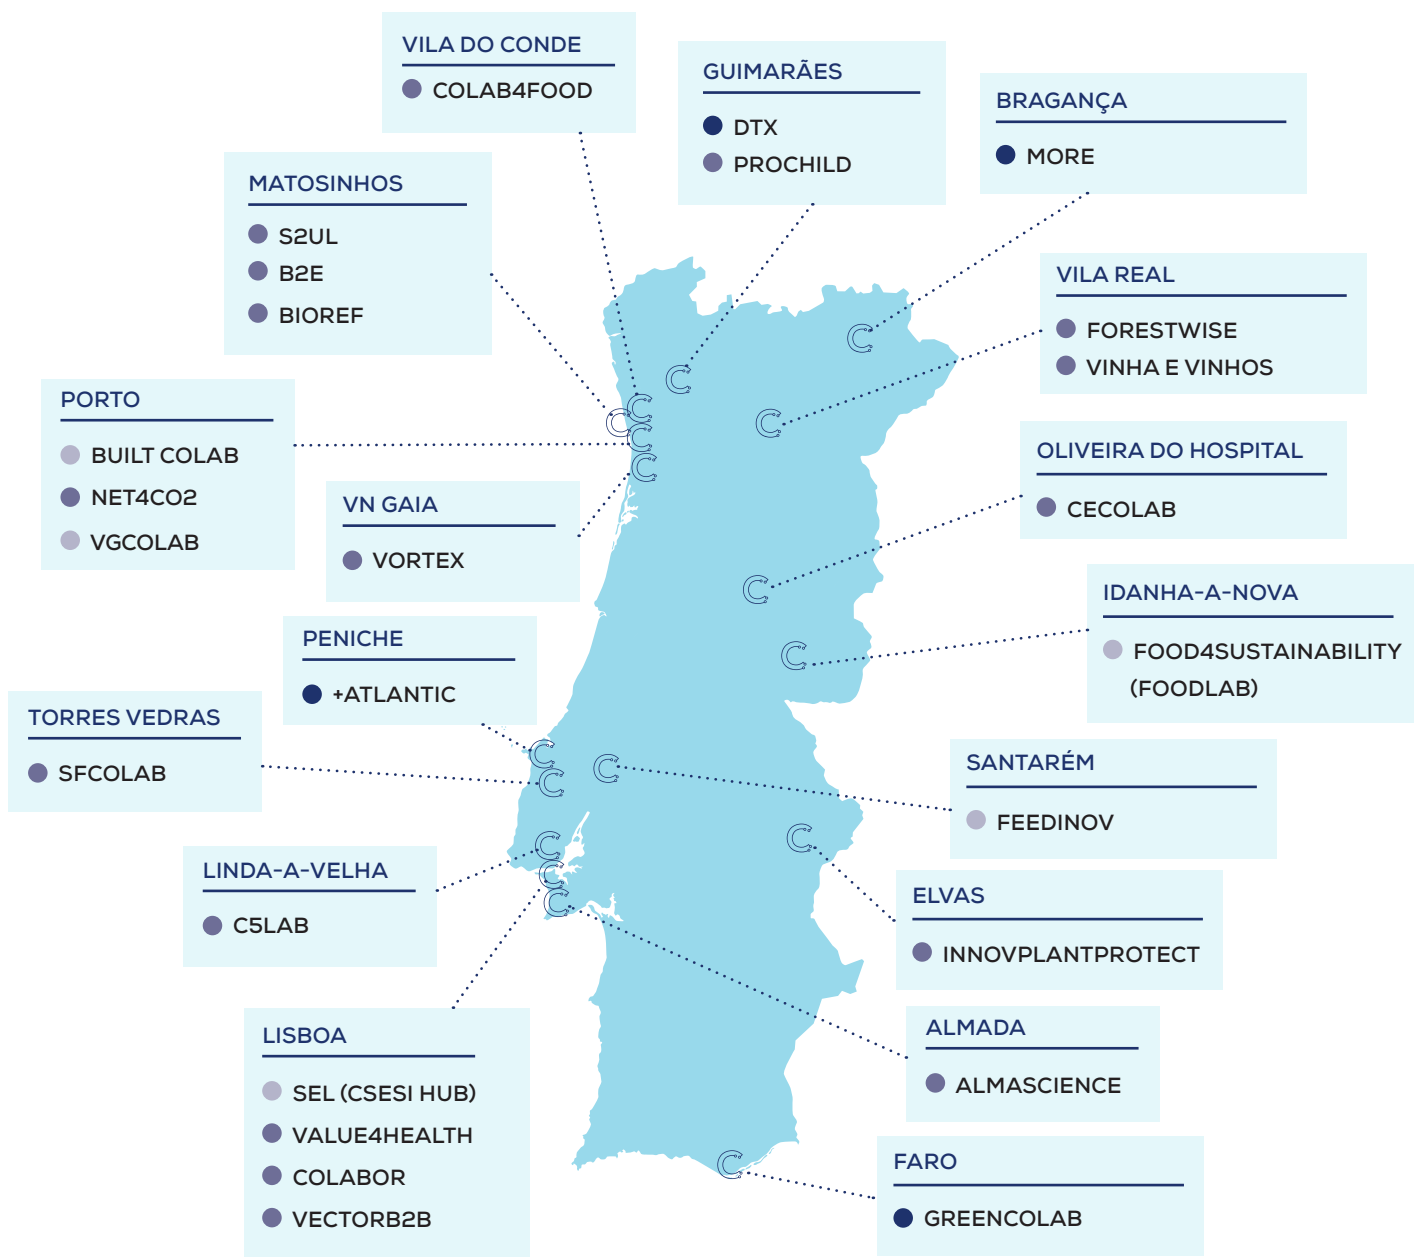 VILA DO CONDE
COLAB4FOOD
GUIMARÃES
DTX
PROCHILD
BRAGANÇA
MORE
MATOSINHOS
S2UL
B2E
BIOREF
VILA REAL
FORESTWISE
VINHA E VINHOS
PORTO
BUILT COLAB
NET4CO2
VGCOLAB
VN GAIA
VORTEX
OLIVEIRA DO HOSPITAL
CECOLAB
IDANHA-A-NOVA
FOOD4SUSTAINABILITY
(FOODLAB)
PENICHE
+ATLANTIC
TORRES VEDRAS
SFCOLAB
SANTARÉM
FEEDINOV
LINDA-A-VELHA
C5LAB
ELVAS
INNOVPLANTPROTECT
LISBOA
SEL (CSESI HUB)
VALUE4HEALTH
COLABOR
VECTORB2B
ALMADA
ALMASCIENCE
FARO
GREENCOLAB